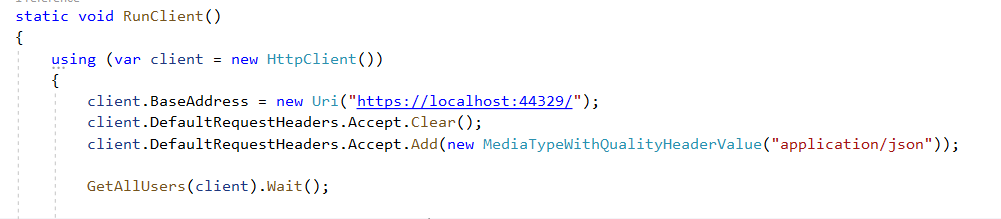 static void RunClient()
{
using (var client = new HttpClient())
{
client.BaseAddress = new Uri("https://localhost:44329/");
client.DefaultRequestHeaders.Accept.Clear();
client.DefaultRequestHeaders.Accept.Add(new MediaTypeWithQualityHeaderValue("application/json"));
GetAllUsers(client).Wait();